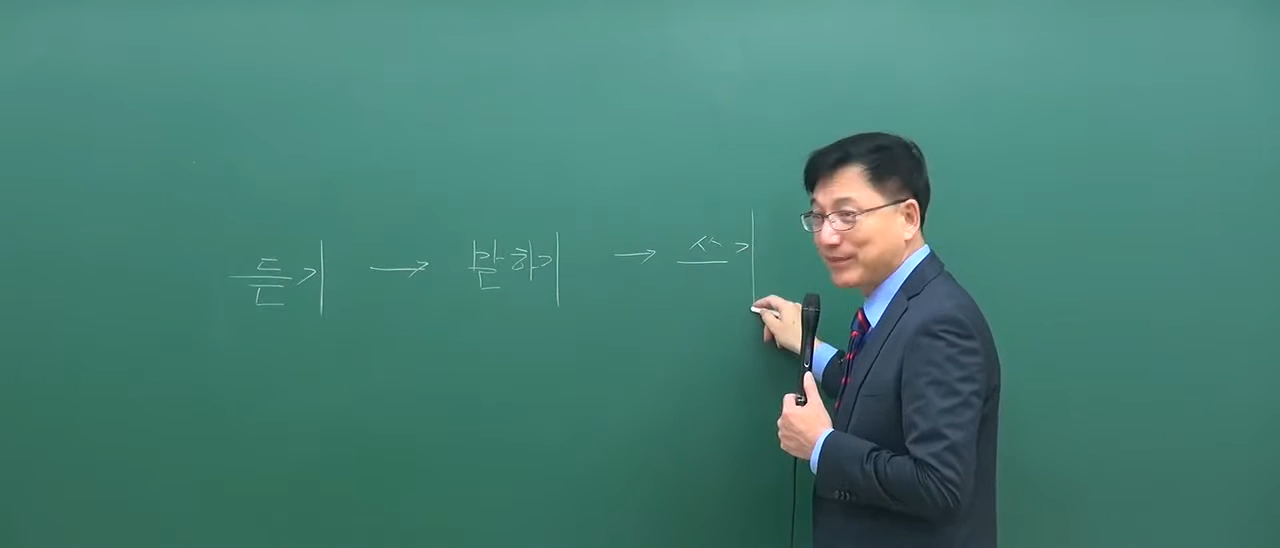 듣기 → 말하기 → 쓰기